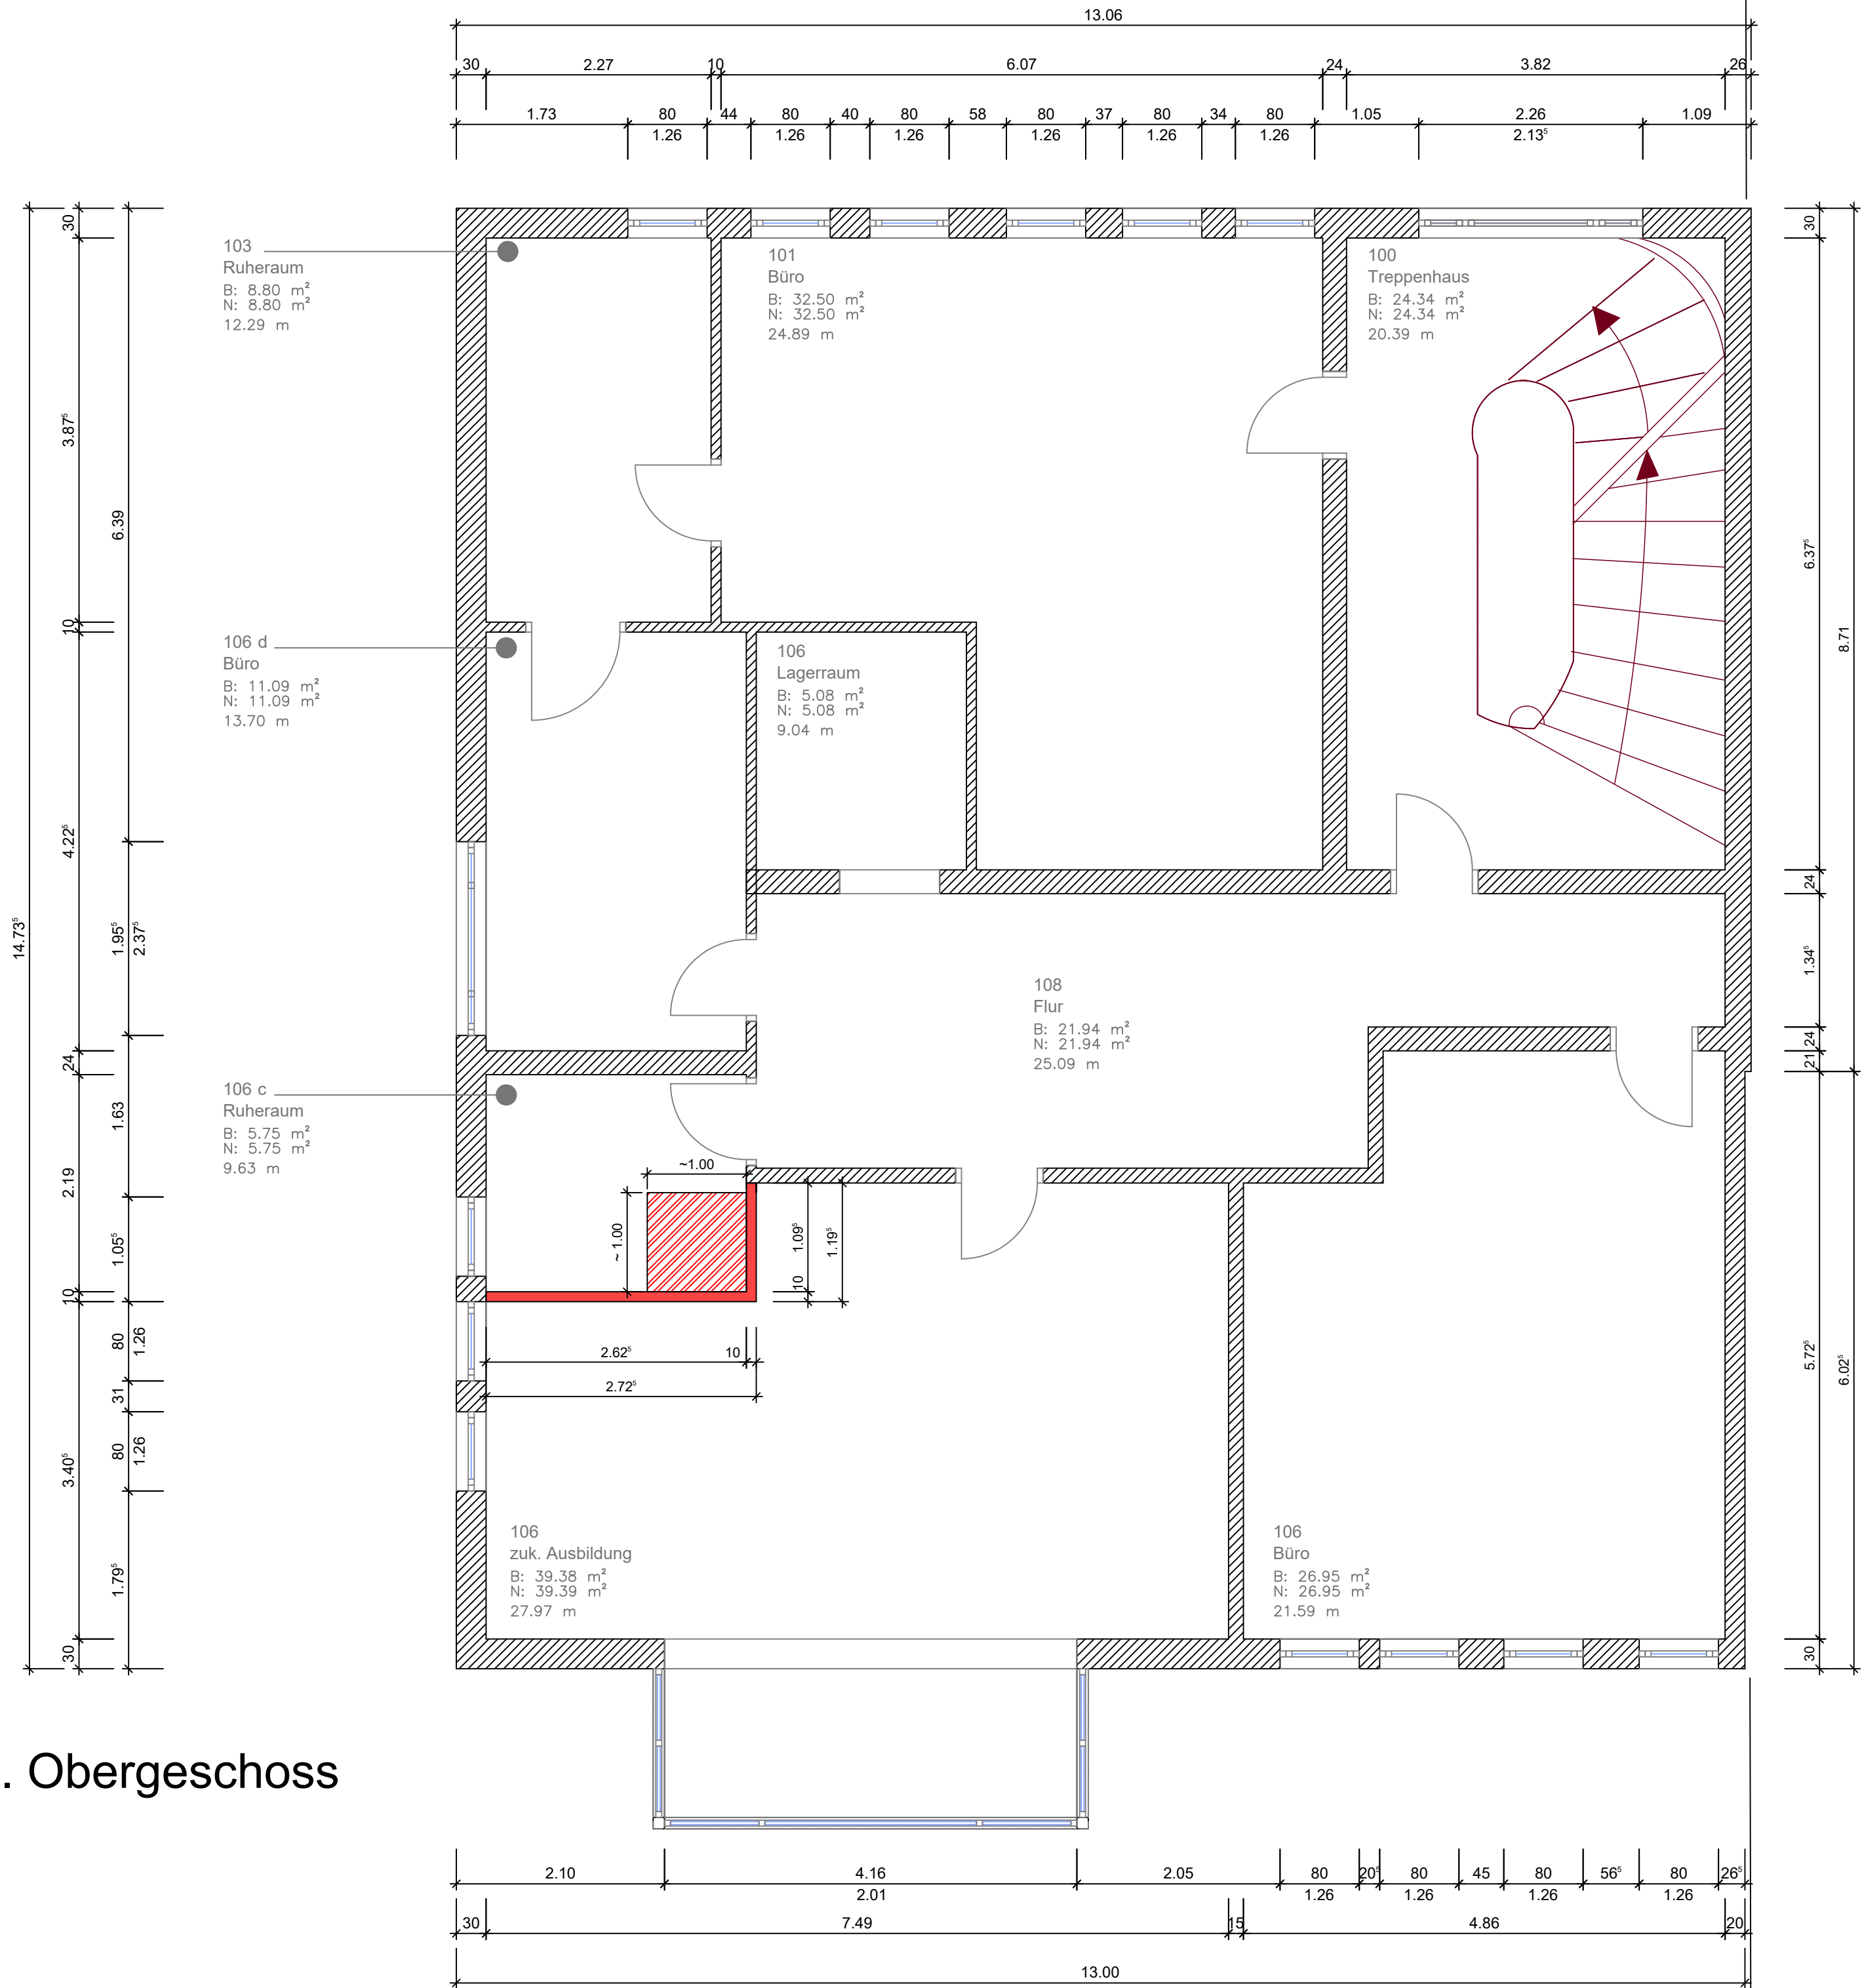 13.06
30 2.27 10 6.07 24 3.82 26
1.73 80 44 80 40 80 58 80 37 80 34 80 1.05 2.26 1.09
1.26 1.26 1.26 1.26 1.26 1.26 2.13⁵
103
Ruheraum
B: 8.80 m²
N: 8.80 m²
12.29 m
101
Büro
B: 32.50 m²
N: 32.50 m²
24.89 m
100
Treppenhaus
B: 24.34 m²
N: 24.34 m²
20.39 m
106 d
Büro
B: 11.09 m²
N: 11.09 m²
13.70 m
106
Lagerraum
B: 5.08 m²
N: 5.08 m²
9.04 m
108
Flur
B: 21.94 m²
N: 21.94 m²
25.09 m
106 c
Ruheraum
B: 5.75 m²
N: 5.75 m²
9.63 m
106
zuk. Ausbildung
B: 39.38 m²
N: 39.39 m²
27.97 m
106
Büro
B: 26.95 m²
N: 26.95 m²
21.59 m
14.73⁵
30 3.87⁵ 10 4.22⁵ 24 2.19 10 3.40⁵ 30
6.39 1.95⁵ 1.63 1.05⁵ 80 31 80 1.79⁵
2.37⁵ 1.26 1.26
~1.00
~ 1.00
1.09⁵
10
1.19⁵
2.62⁵ 10
2.72⁵
30 6.37⁵ 24 1.34⁵ 24 21 5.72⁵ 30
8.71 6.02⁵
. Obergeschoss
2.10 4.16 2.05 80 20⁵ 80 45 80 56⁵ 80 26⁵
2.01 1.26 1.26 1.26 1.26
30 7.49 15 4.86 20
13.00